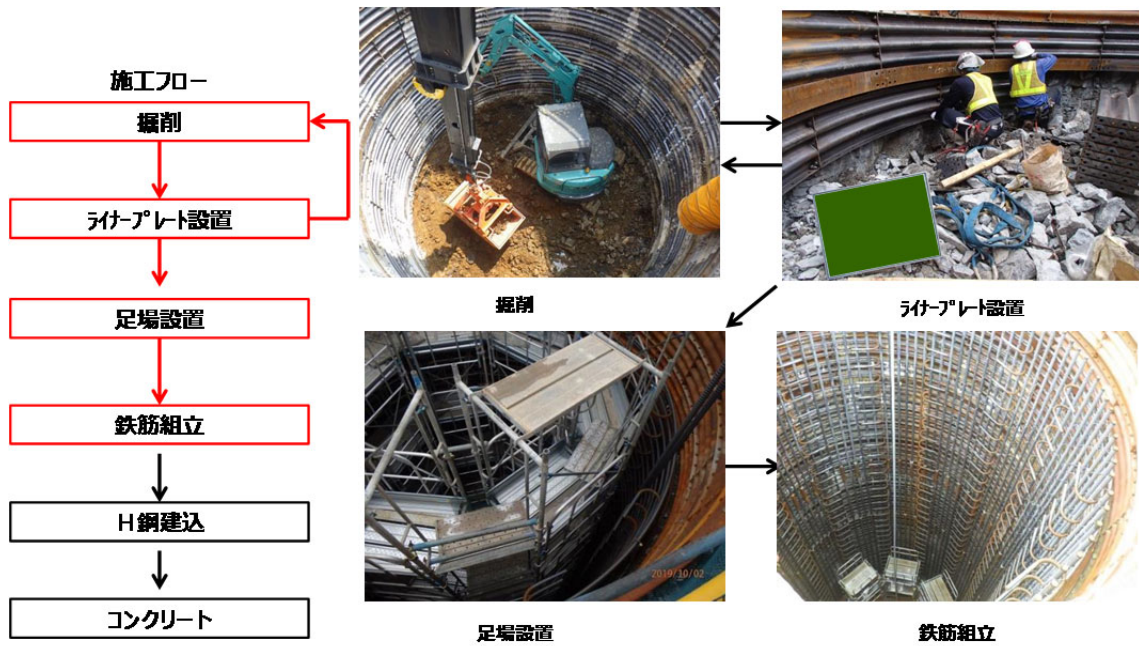 施工フロー
掘削
ライナープレート設置
足場設置
鉄筋組立
H鋼建込
コンクリート
掘削
ライナープレート設置
2019/10/02
足場設置
鉄筋組立